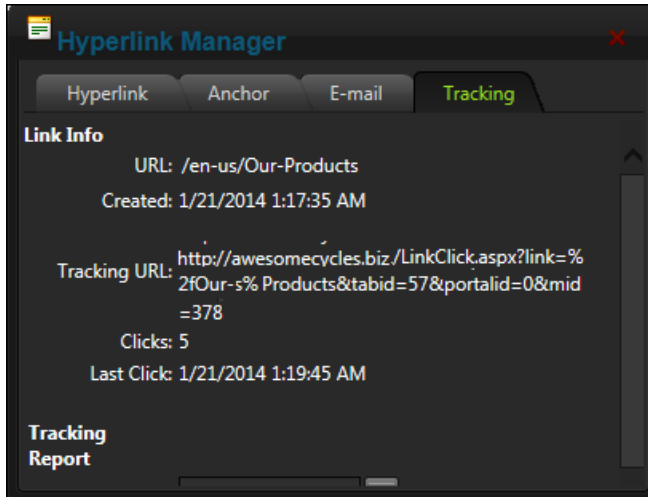 Hyperlink Manager
Hyperlink Anchor E-mail Tracking
Link Info
URL: /en-us/Our-Products
Created: 1/21/2014 1:17:35 AM
http://awesomecycles.biz./LinkClick.aspx?link=%
Tracking URL: 2fOur-s% Products&tabid=57&portalid=0&mid
=378
Clicks: 5
Last Click: 1/21/2014 1:19:45 AM
Tracking
Report